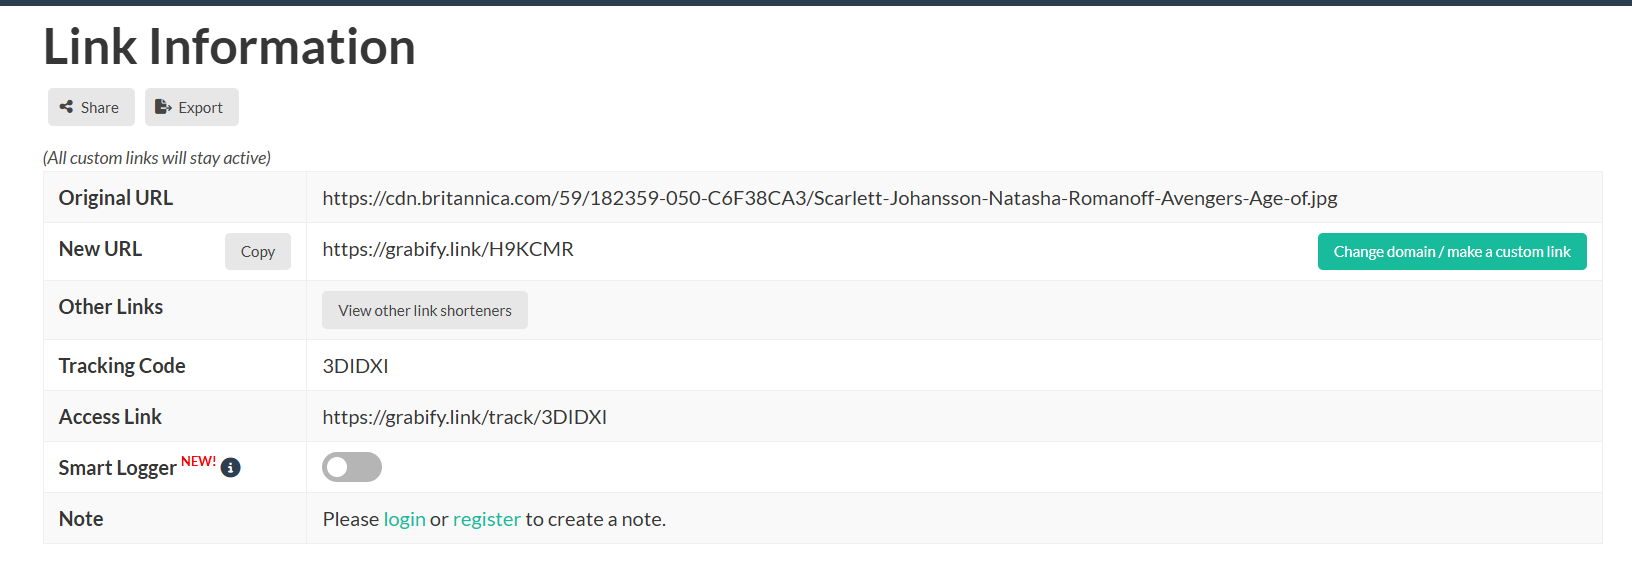 Link Information
Share Export
(All custom links will stay active)
Original URL https://cdn.britannica.com/59/182359-050-C6F38CA3/Scarlett-Johansson-Natasha-Romanoff-Avengers-Age-of.jpg
New URL Copy https://grabify.link/H9KCMR Change domain / make a custom link
Other Links View other link shorteners
Tracking Code 3DIDXI
Access Link https://grabify.link/track/3DIDXI
Smart Logger NEW!
Note Please login or register to create a note.